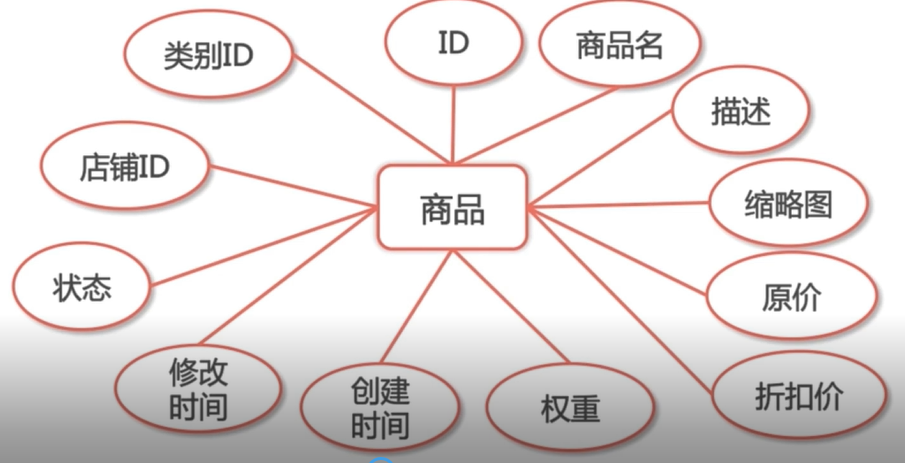 类别ID
ID
商品名
描述
店铺ID
商品
缩略图
状态
原价
修改
时间
创建
时间
权重
折扣价